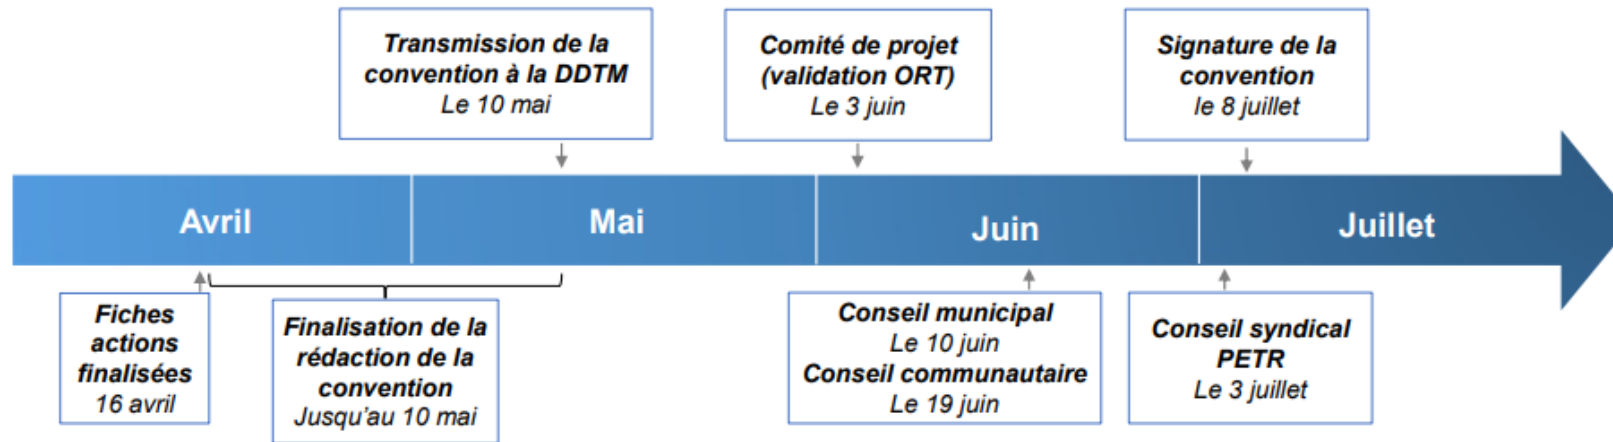 Transmission de la
convention à la DDTM
Le 10 mai
Comité de projet
(validation ORT)
Le 3 juin
Signature de la
convention
le 8 juillet
Avril
Mai
Juin
Juillet
Fiches
actions
finalisées
16 avril
Finalisation de la
rédaction de la
convention
Jusqu'au 10 mai
Conseil municipal
Le 10 juin
Conseil communautaire
Le 19 juin
Conseil syndical
PETR
Le 3 juillet